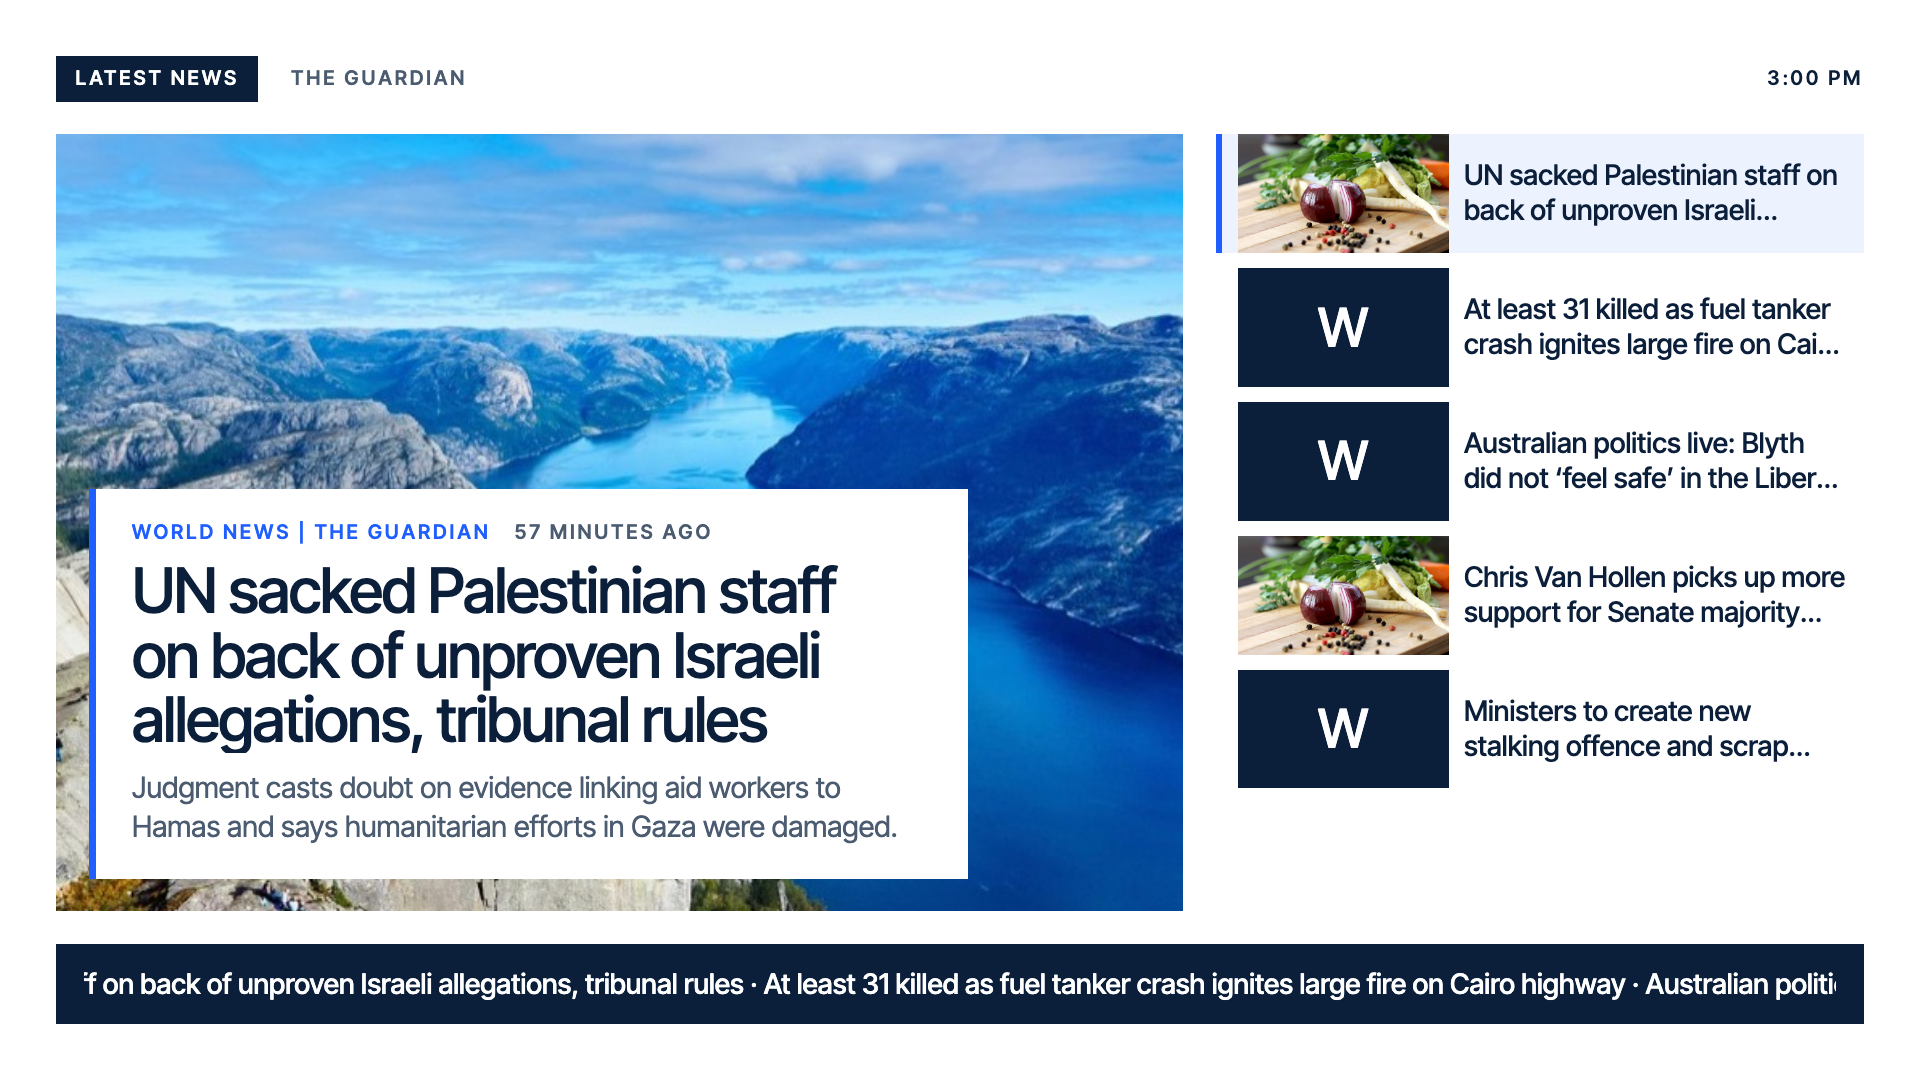 LATEST NEWS
THE GUARDIAN
3:00 PM
WORLD NEWS | THE GUARDIAN 57 MINUTES AGO
UN sacked Palestinian staff
on back of unproven Israeli
allegations, tribunal rules
Judgment casts doubt on evidence linking aid workers to
Hamas and says humanitarian efforts in Gaza were damaged.
UN sacked Palestinian staff on
back of unproven Israeli...
W
At least 31 killed as fuel tanker
crash ignites large fire on Cai...
W
Australian politics live: Blyth
did not ‘feel safe’ in the Liber...
Chris Van Hollen picks up more
support for Senate majority...
W
Ministers to create new
stalking offence and scrap...
on back of unproven Israeli allegations, tribunal rules · At least 31 killed as fuel tanker crash ignites large fire on Cairo highway · Australian